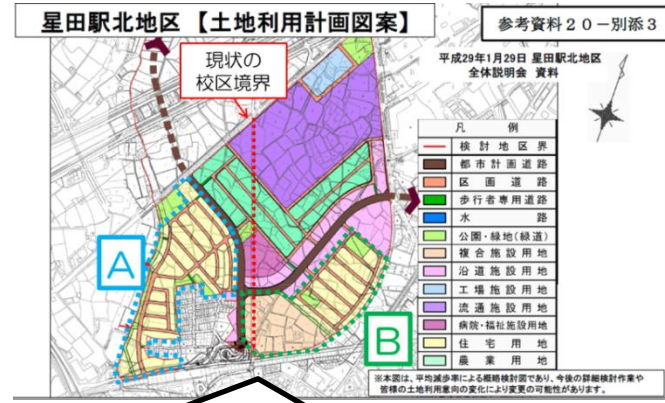 星田駅北地区 【土地利用計画図案】
参考資料20-別添3
平成29年1月29日 星田駅北地区
全体説明会 資料
現状の
校区境界
A
B
凡 例
検討地区界
都市計画道路
区画道路
歩行者専用道路
水路
公園・緑地(緑道)
複合施設用地
沿道施設用地
工場施設用地
流通施設用地
病院・福祉施設用地
住宅用地
農業用地
※本図は、平均減歩率による概略検討図であり、今後の詳細検討作業や
皆様の土地利用意向の変化により変更の可能性があります。